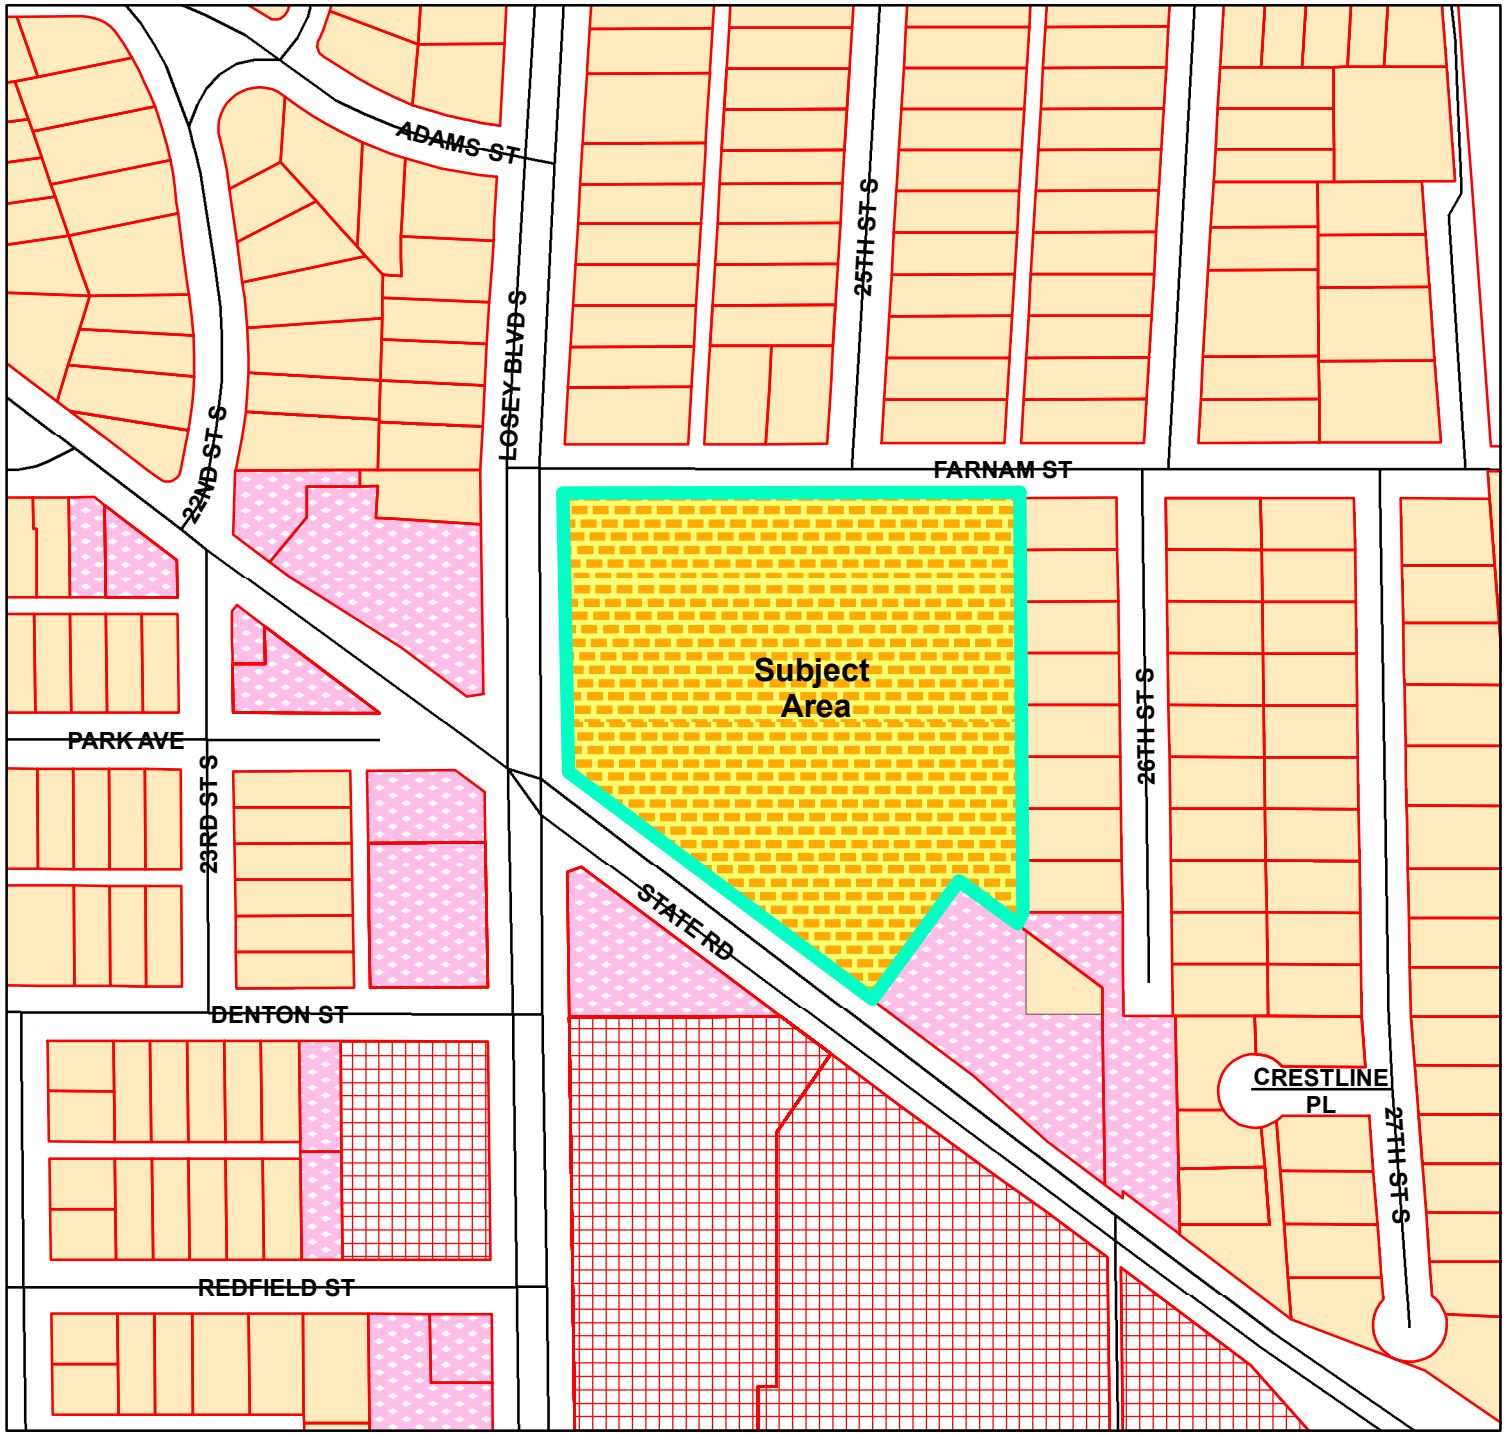 ADAMS ST
25TH ST S
LOSEY BLVD S
22ND ST S
FARNAM ST
Subject
Area
26TH ST S
PARK AVE
23RD ST S
STATE RD
DENTON ST
CRESTLINE
PL
27TH ST S
REDFIELD ST